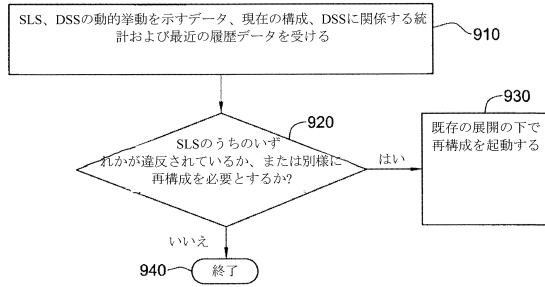 SLS、DSSの動的挙動を示すデータ、現在の構成、DSSに関係する統
計および最近の履歴データを受ける
910
920
SLSのうちのいず
れかが違反されているか、または別様に
再構成を必要とするか?
はい
930
既存の展開の下で
再構成を起動する
いいえ
940
終了